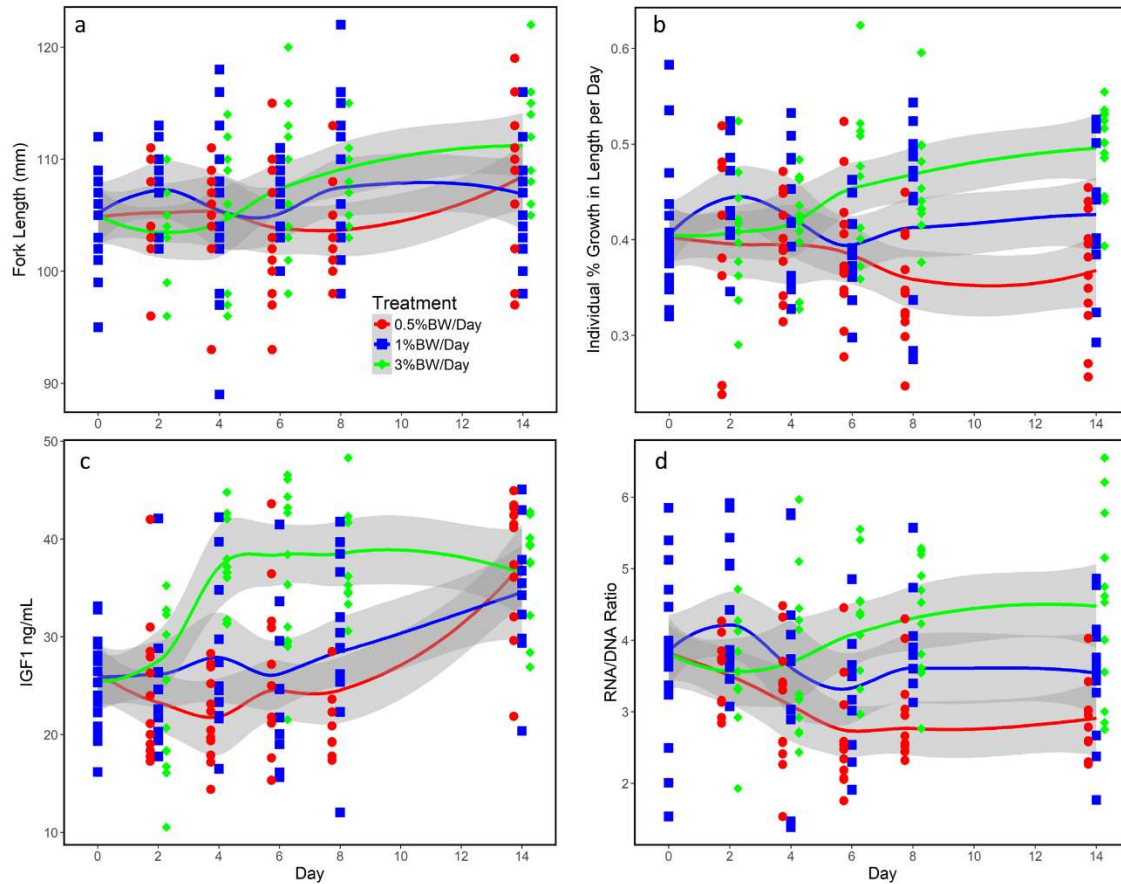 a
Fork Length (mm)
120
110
100
90
0 2 4 6 8 10 12 14
Treatment
0.5%BW/Day
1%BW/Day
3%BW/Day
b
Individual % Growth in Length per Day
0.6
0.5
0.4
0.3
0 2 4 6 8 10 12 14
c
IGF1 ng/mL
50
40
30
20
10
0 2 4 6 8 10 12 14
Day
d
RNA/DNA Ratio
6
5
4
3
2
0 2 4 6 8 10 12 14
Day